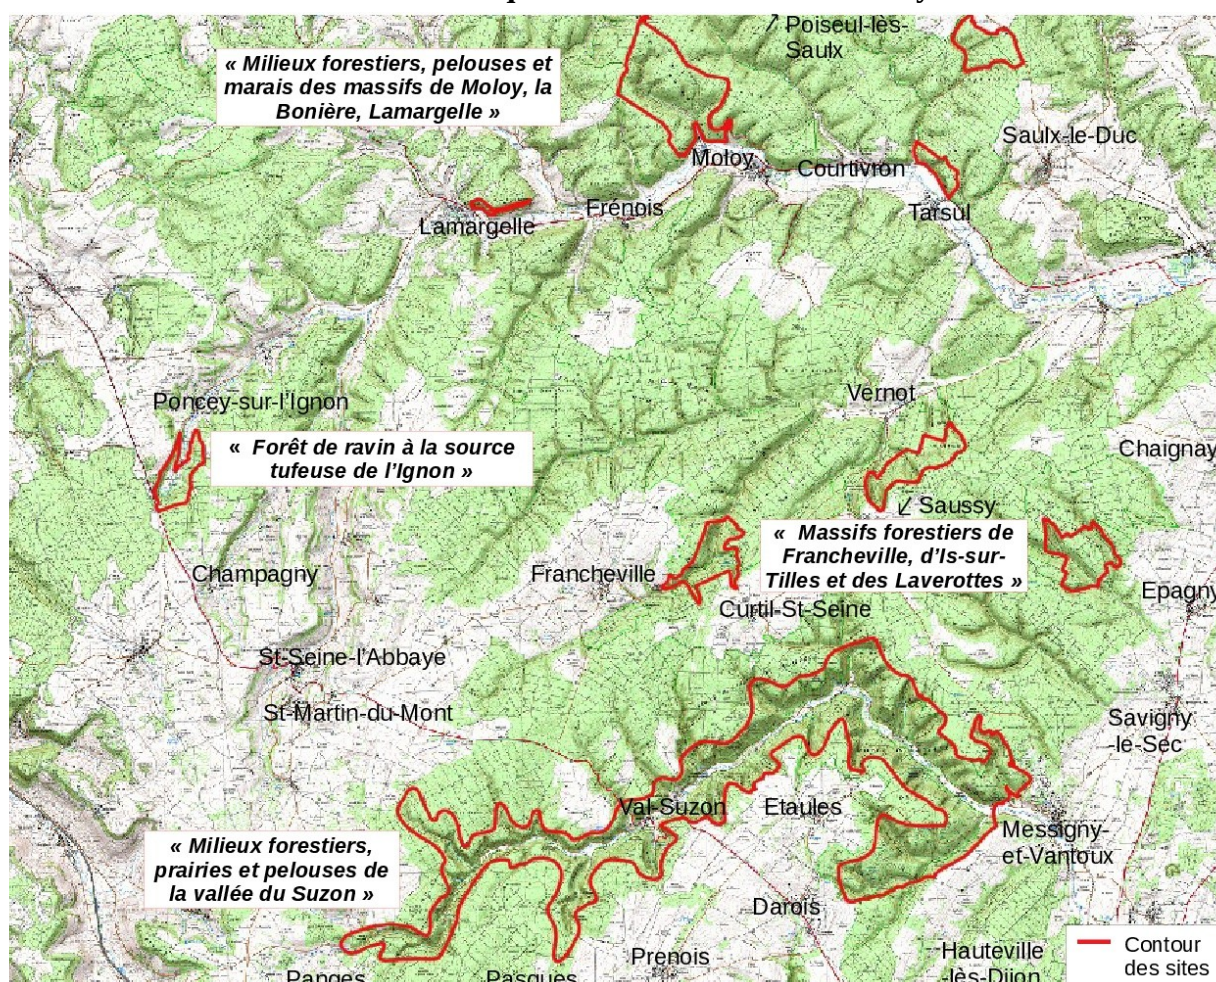 Poiseul-lès-
Saulx
« Milieux forestiers, pelouses et
marais des massifs de Moloy, la
Bonière, Lamargelle »
Saulx-le-Duc
Moloy
Courtivron
Frénois
Tarsul
Lamargelle
Poncey-sur-l'Ignon
Vernot
« Forêt de ravin à la source
tufeuse de l'Ignon »
Chaignay
Saussy
« Massifs forestiers de
Francheville, d'Is-sur-
Tilles et des Laverottes »
Champagny
Francheville
Curtil-St-Seine
Epagny
St-Seine-l'Abbaye
St-Martin-du-Mont
Savigny
-le-Sec
Val-Suzon
Etaules
Messigny-
et-Vantoux
« Milieux forestiers,
prairies et pelouses de
la vallée du Suzon »
Darois
Prenois
Hauteville
-lès-Dijon
Panges
Pasques
Contour
des sites